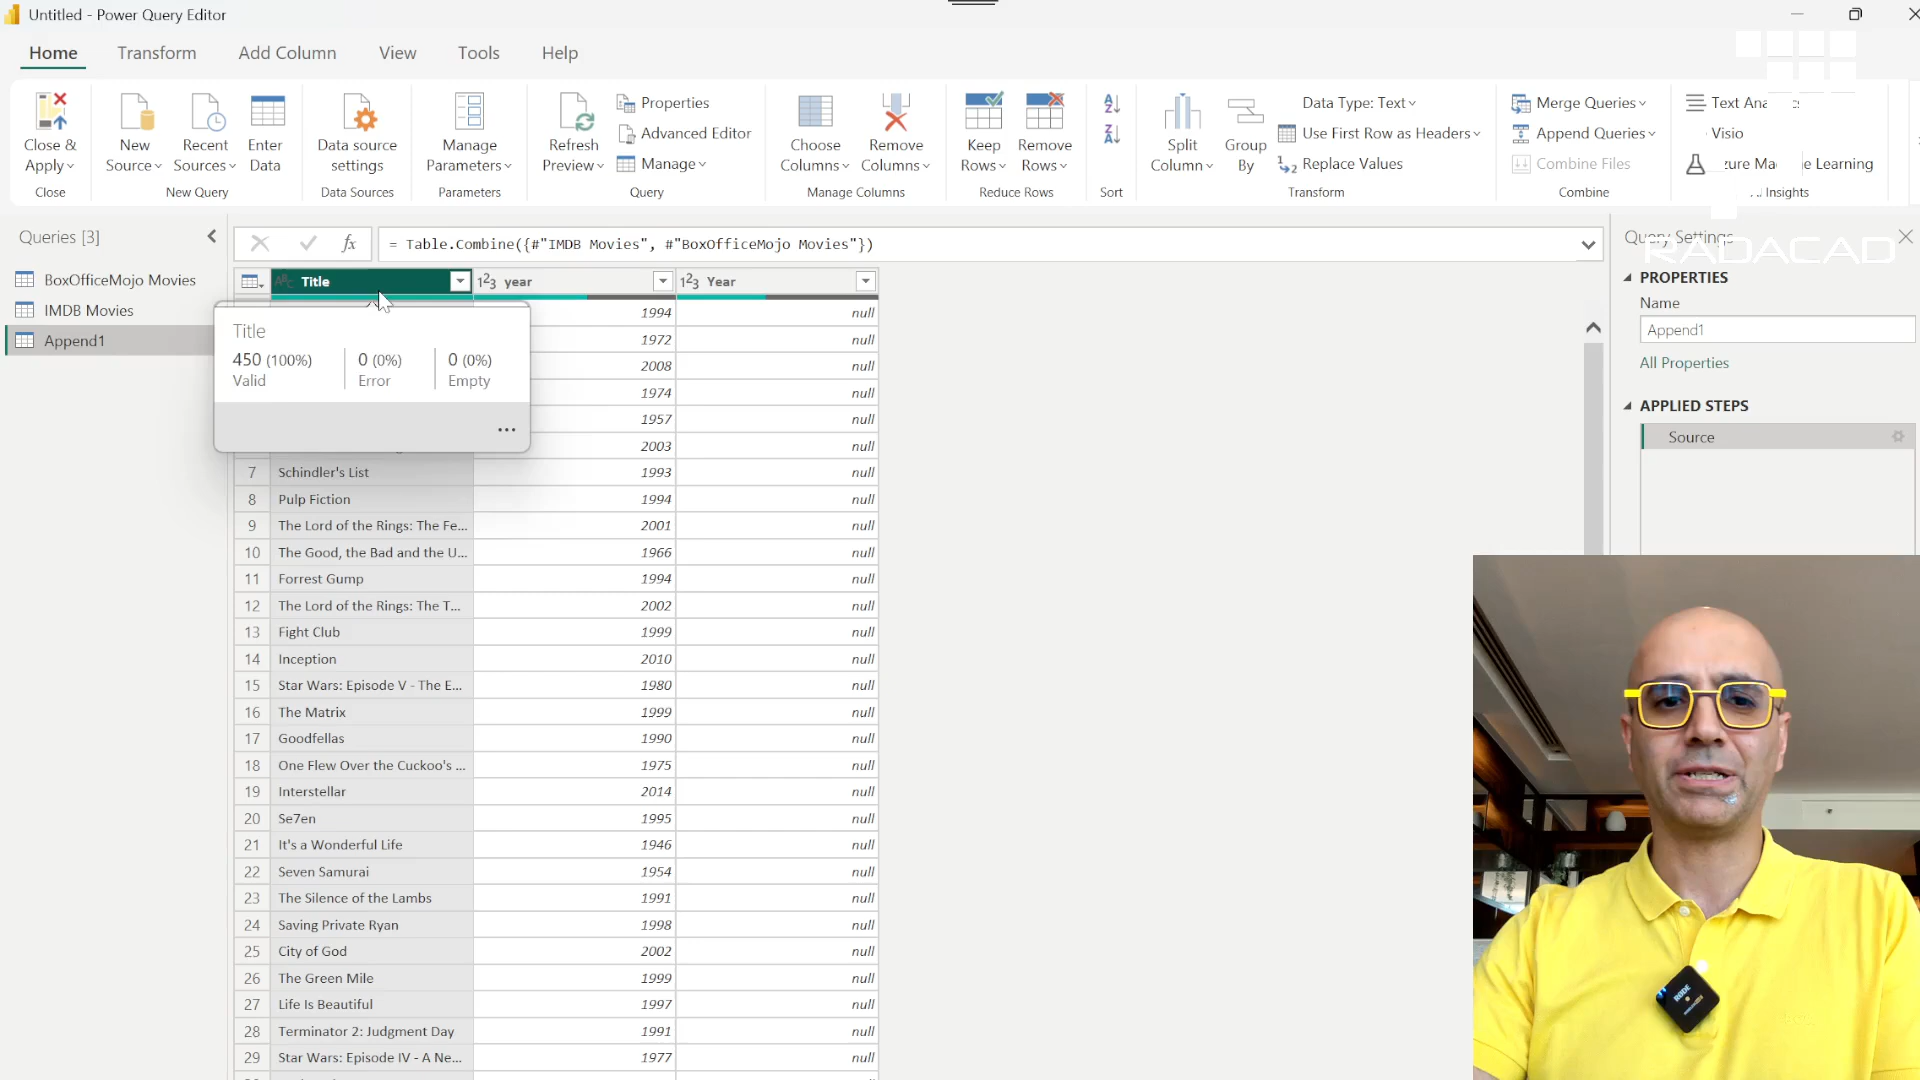 Untitled - Power Query Editor
Home Transform Add Column View Tools Help
Close & Apply
Close
New Source
Recent Sources
Enter Data
New Query
Data source settings
Data Sources
Manage Parameters
Parameters
Refresh Preview
Properties
Advanced Editor
Manage
Query
Choose Columns
Remove Columns
Manage Columns
Keep Rows
Remove Rows
Reduce Rows
Sort
Split Column
Group By
Data Type: Text
Use First Row as Headers
Replace Values
Transform
Merge Queries
Append Queries
Combine Files
Combine
Text Ana
Visio
zure Ma e Learning
Insights
Queries [3]
BoxOfficeMojo Movies
IMDB Movies
Append1
fx = Table.Combine({#"IMDB Movies", #"BoxOfficeMojo Movies"})
Title 123 year 123 Year
Title
450 (100%) 0 (0%) 0 (0%)
Valid Error Empty
...
1994 null
1972 null
2008 null
1974 null
1957 null
2003 null
7 Schindler's List 1993 null
8 Pulp Fiction 1994 null
9 The Lord of the Rings: The Fe... 2001 null
10 The Good, the Bad and the U... 1966 null
11 Forrest Gump 1994 null
12 The Lord of the Rings: The T... 2002 null
13 Fight Club 1999 null
14 Inception 2010 null
15 Star Wars: Episode V - The E... 1980 null
16 The Matrix 1999 null
17 Goodfellas 1990 null
18 One Flew Over the Cuckoo's ... 1975 null
19 Interstellar 2014 null
20 Se7en 1995 null
21 It's a Wonderful Life 1946 null
22 Seven Samurai 1954 null
23 The Silence of the Lambs 1991 null
24 Saving Private Ryan 1998 null
25 City of God 2002 null
26 The Green Mile 1999 null
27 Life Is Beautiful 1997 null
28 Terminator 2: Judgment Day 1991 null
29 Star Wars: Episode IV - A Ne... 1977 null
Query Settings
RADACAD
PROPERTIES
Name
Append1
All Properties
APPLIED STEPS
Source
RØDE